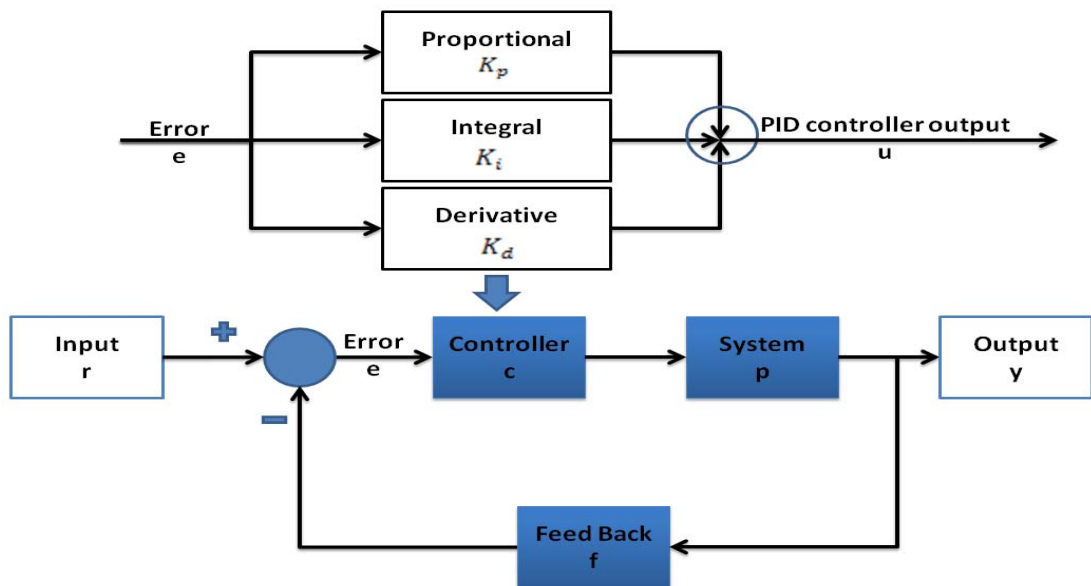 Proportional
K_p
Error
e
Integral
K_i
PID controller output
u
Derivative
K_d
+
Input
r
Error
e
Controller
c
System
p
Output
y
−
Feed Back
f